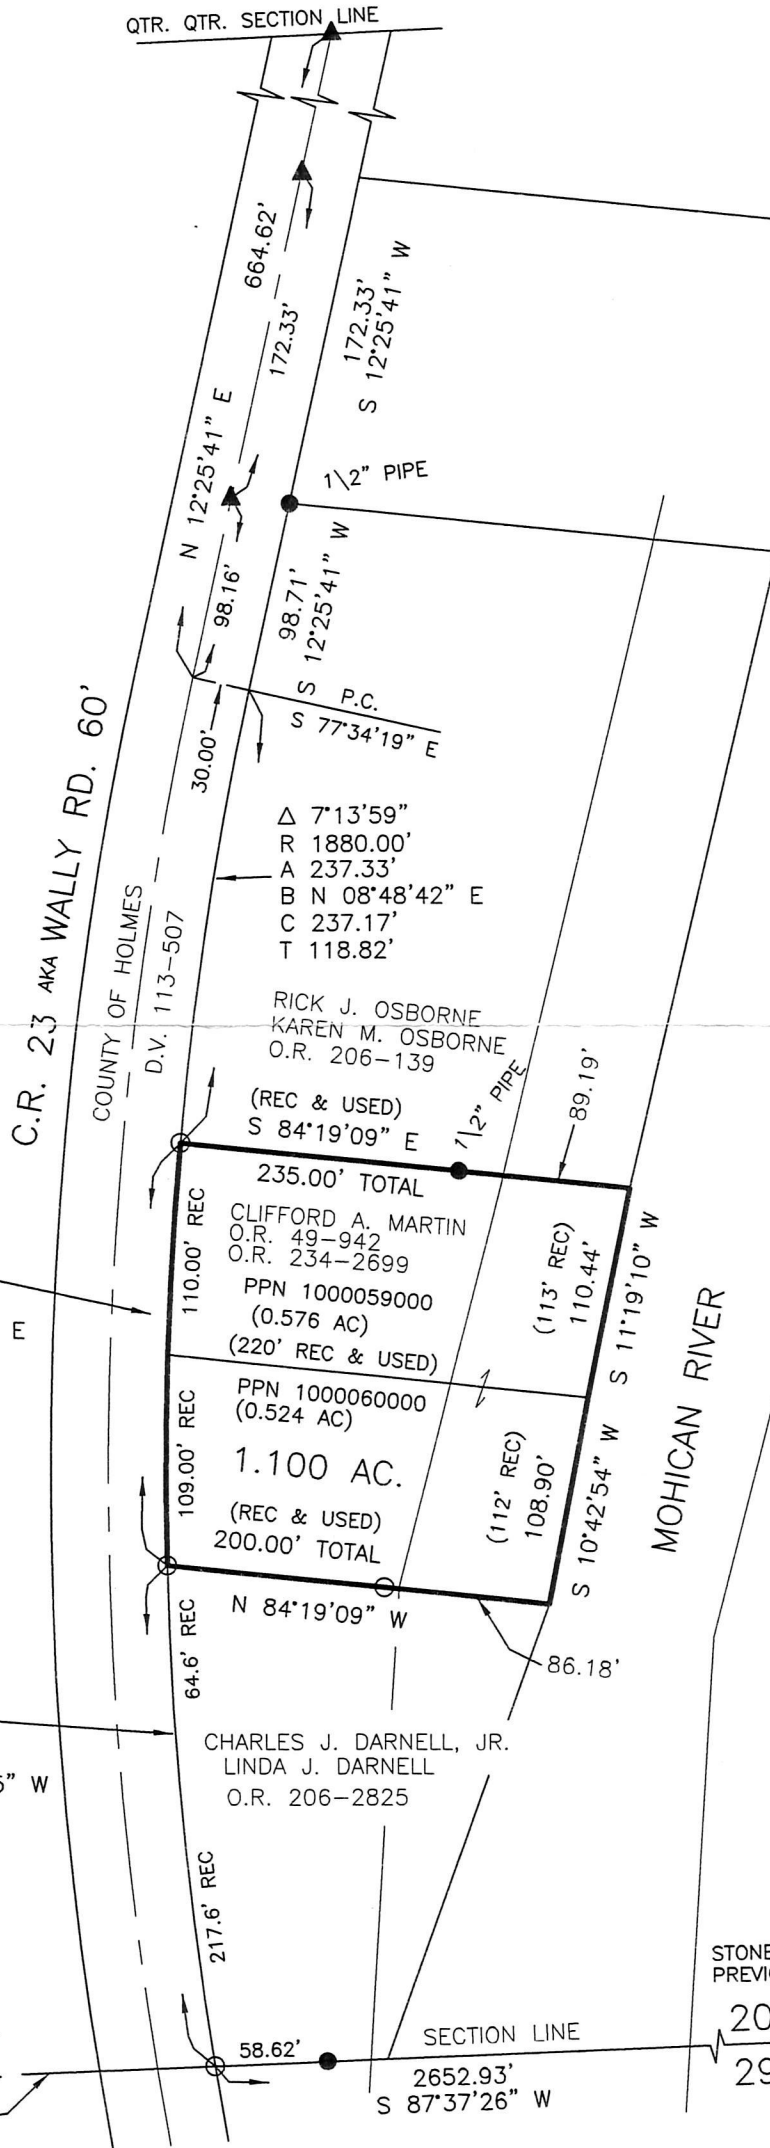 QTR. QTR. SECTION LINE
664.62'
172.33'
172.33'
S 12°25'41" W
N 12°25'41" E
1\2" PIPE
98.16'
98.71'
S 12°25'41" W
P.C.
S 77°34'19" E
30.00'
C.R. 23 AKA WALLY RD. 60'
COUNTY OF HOLMES
D.V. 113-507
Δ 7°13'59"
R 1880.00'
A 237.33'
B N 08°48'42" E
C 237.17'
T 118.82'
RICK J. OSBORNE
KAREN M. OSBORNE
O.R. 206-139
1\2" PIPE
89.19'
(REC & USED)
S 84°19'09" E
235.00' TOTAL
110.00' REC
CLIFFORD A. MARTIN
O.R. 49-942
O.R. 234-2699
PPN 1000059000
(0.576 AC)
(220' REC & USED)
(113' REC)
110.44'
S 11°19'10" W
E
MOHICAN RIVER
109.00' REC
PPN 1000060000
(0.524 AC)
1.100 AC.
(REC & USED)
200.00' TOTAL
(112' REC)
108.90'
S 10°42'54" W
N 84°19'09" W
86.18'
64.6' REC
CHARLES J. DARNELL, JR.
LINDA J. DARNELL
O.R. 206-2825
" W
217.6' REC
58.62'
SECTION LINE
2652.93'
S 87°37'26" W
STONE
PREVI
20
29